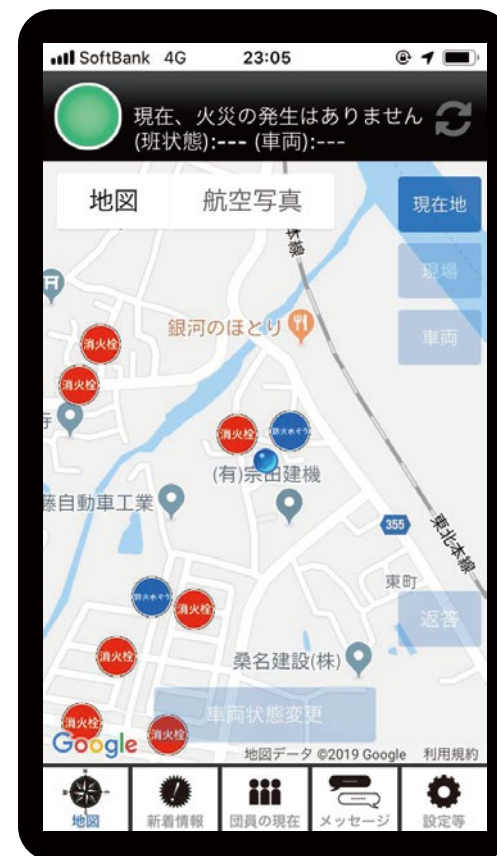 SoftBank 4G 23:05
現在、火災の発生はありません
(班状態):--- (車両):---
地図 航空写真
現在地
本線
現場
銀河のほとり
車両
消火栓
消火栓
寺
消火栓
防火水そう
(有)宗田建機
藤自動車工業
355
東北本線
東町
防火水そう
消火栓
返答
消火栓
桑名建設(株)
車両状態変更
消火栓
消火栓
Google
地図データ ©2019 Google 利用規約
地図 新着情報 団員の現在 メッセージ 設定等